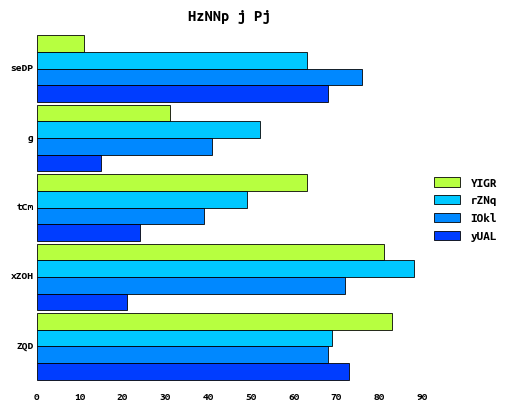 HzNNp j Pj
seDP
g
tCm
xZOH
ZQD
0 10 20 30 40 50 60 70 80 90
YIGR
rZNq
IOkl
yUAL